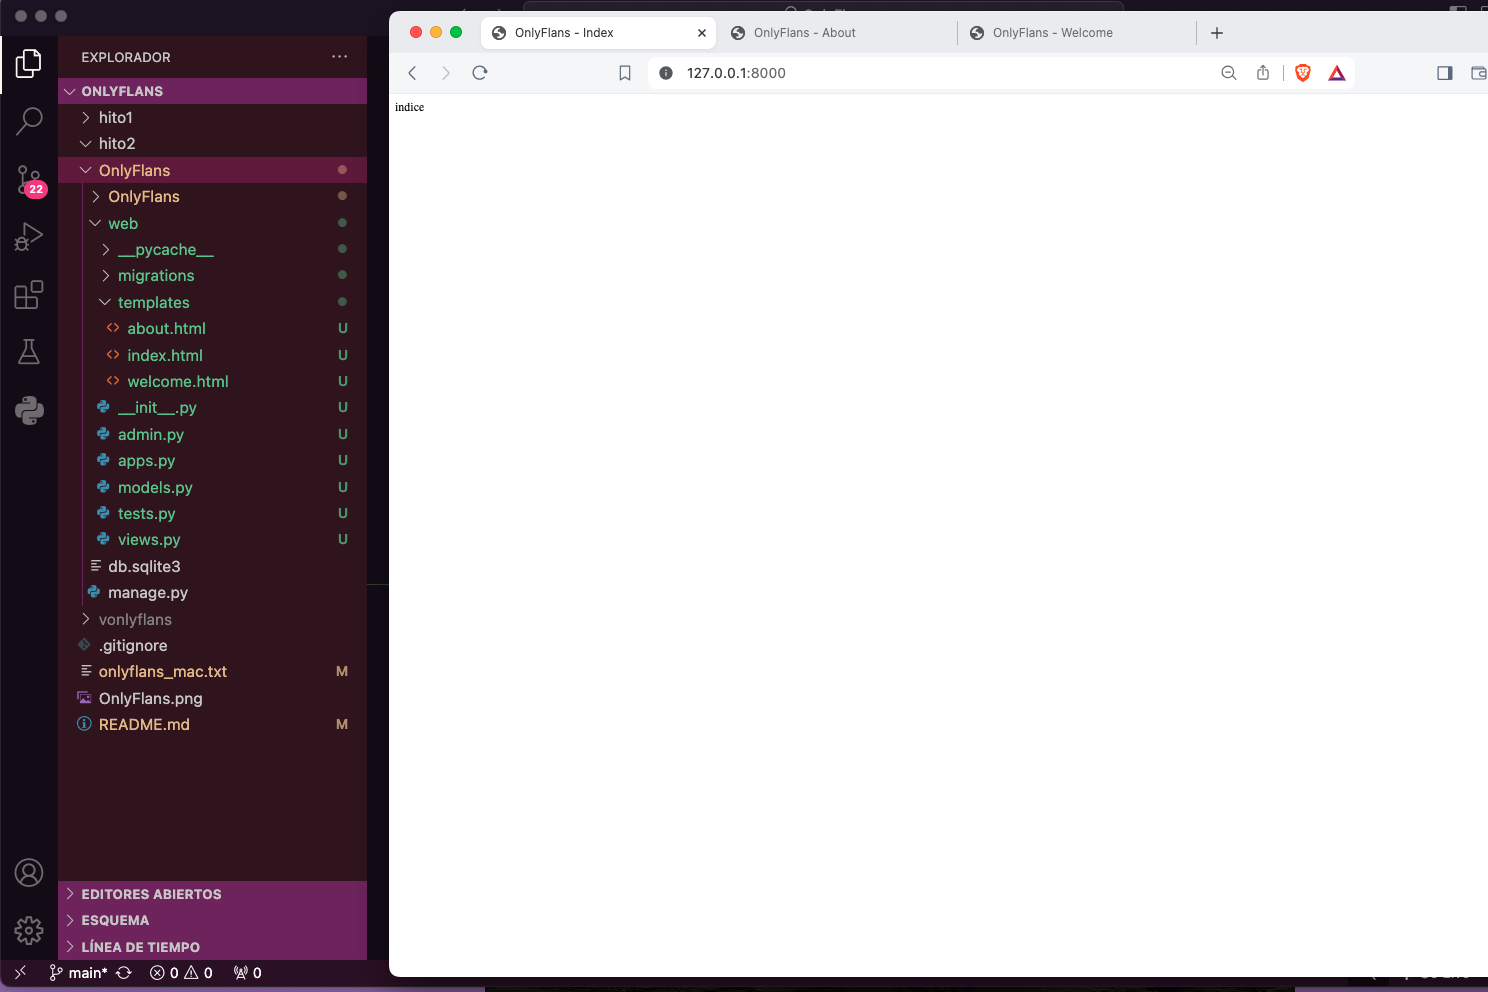 EXPLORADOR
ONLYFLANS
hito1
hito2
OnlyFlans
OnlyFlans
web
__pycache__
migrations
templates
about.html U
index.html U
welcome.html U
__init__.py U
admin.py U
apps.py U
models.py U
tests.py U
views.py U
db.sqlite3
manage.py
vonlyflans
.gitignore
onlyflans_mac.txt M
OnlyFlans.png
README.md M
22
EDITORES ABIERTOS
ESQUEMA
LÍNEA DE TIEMPO
main* 0 0 0
OnlyFlans - Index
OnlyFlans - About
OnlyFlans - Welcome
127.0.0.1:8000
indice